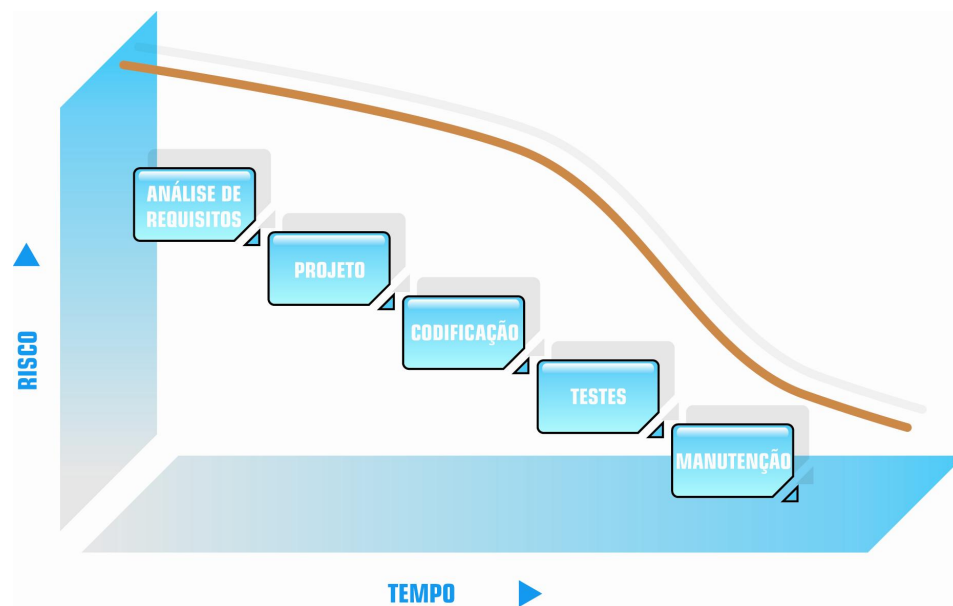 ANÁLISE DE
REQUISITOS
PROJETO
CODIFICAÇÃO
TESTES
MANUTENÇÃO
RISCO
TEMPO